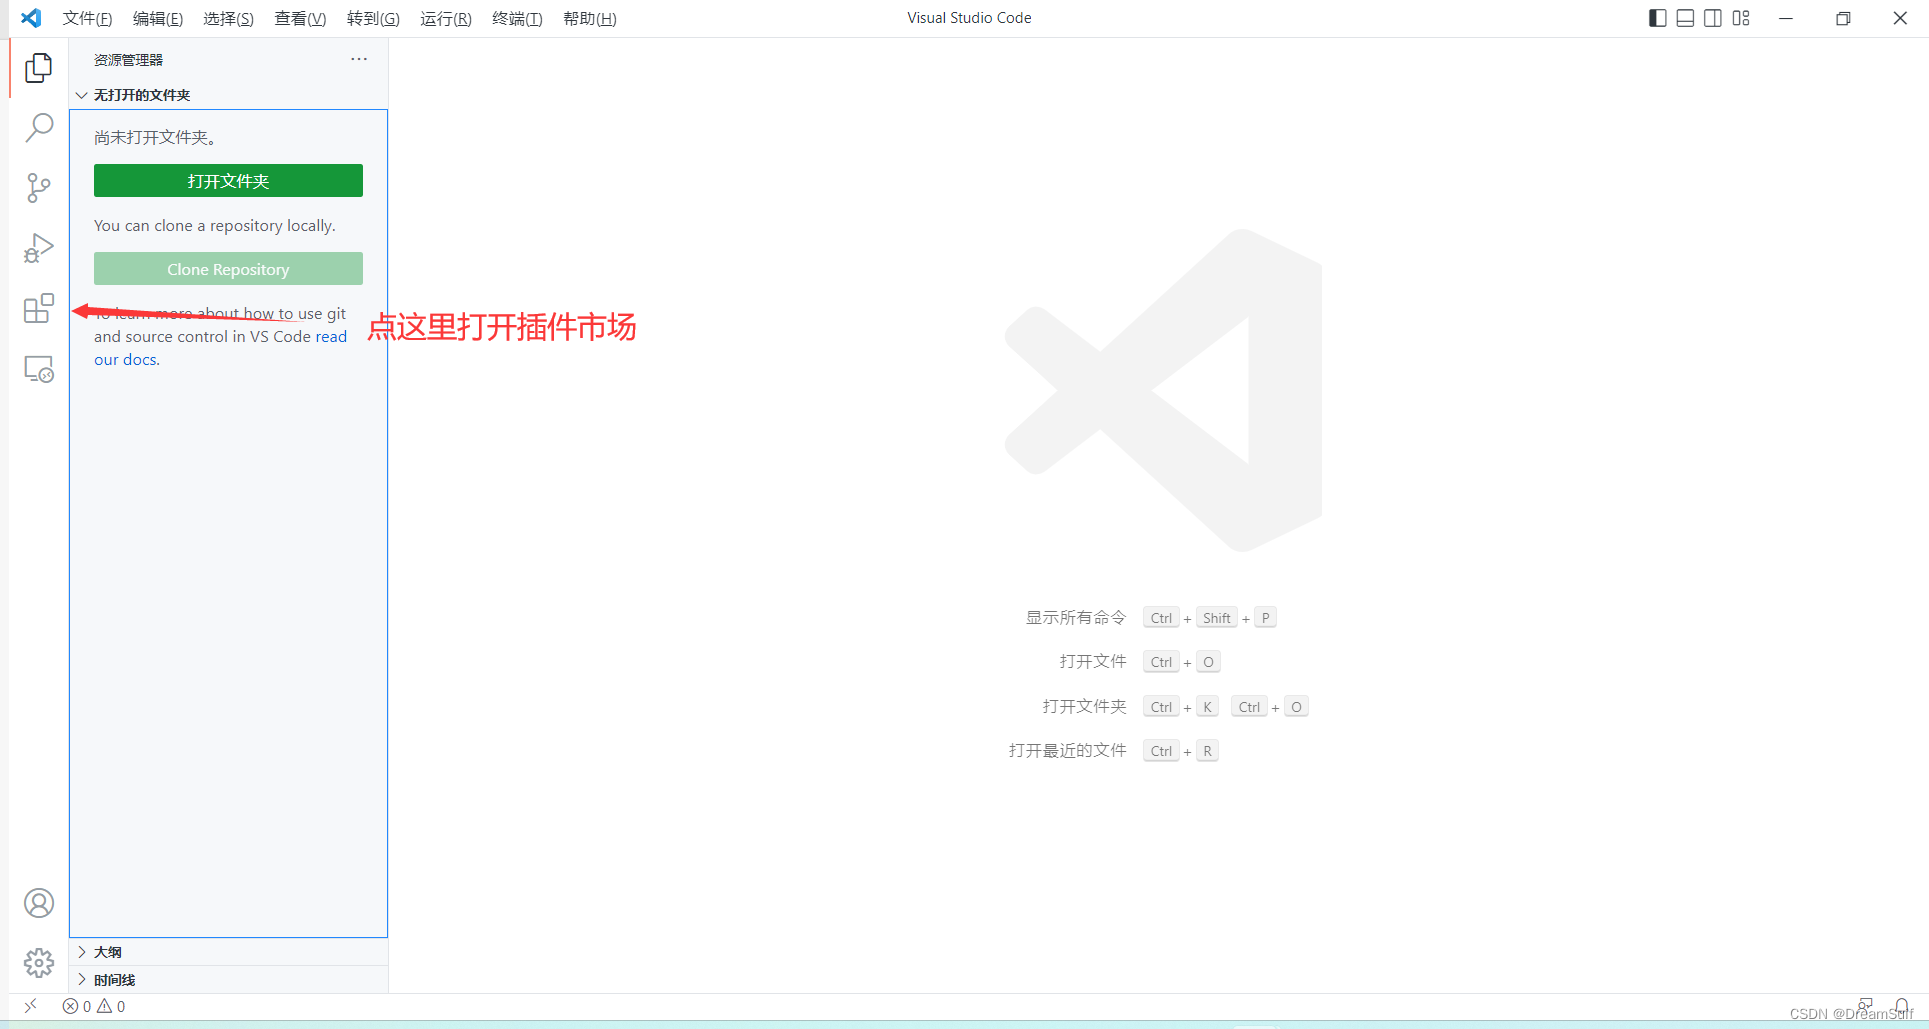 文件(F) 编辑(E) 选择(S) 查看(V) 转到(G) 运行(R) 终端(T) 帮助(H) Visual Studio Code
资源管理器
无打开的文件夹
尚未打开文件夹。
打开文件夹
You can clone a repository locally.
Clone Repository
To learn more about how to use git
and source control in VS Code read
our docs.
点这里打开插件市场
显示所有命令 Ctrl + Shift + P
打开文件 Ctrl + O
打开文件夹 Ctrl + K Ctrl + O
打开最近的文件 Ctrl + R
大纲
时间线
0 0
CSDN @DreamSuff